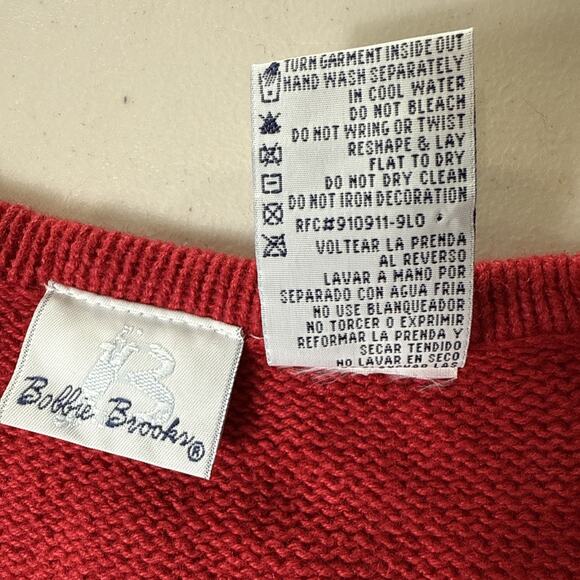 TURN GARMENT INSIDE OUT
HAND WASH SEPARATELY
IN COOL WATER
DO NOT BLEACH
DO NOT WRING OR TWIST
RESHAPE & LAY
FLAT TO DRY
DO NOT DRY CLEAN
DO NOT IRON DECORATION
RFC#910911-9L0
VOLTEAR LA PRENDA
AL REVERSO
LAVAR A MANO POR
SEPARADO CON AGUA FRIA
NO USE BLANQUEADOR
NO TORCER O EXPRIMIR
REFORMAR LA PRENDA Y
SECAR TENDIDO
NO LAVAR EN SECO
LAS
Bobbie Brooks®